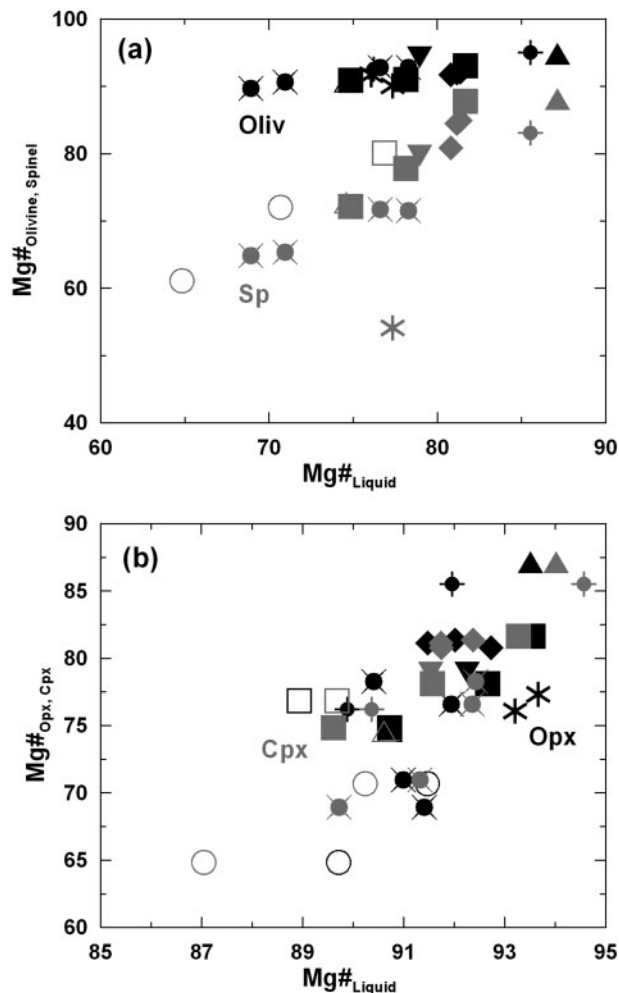 (a)
100
80
60
40
Mg#Olivine, Spinel
Oliv
Sp
60 70 80 90
Mg#Liquid
(b)
90
85
80
75
70
65
60
Mg#Opx, Cpx
Cpx
Opx
85 87 89 91 93 95
Mg#Liquid